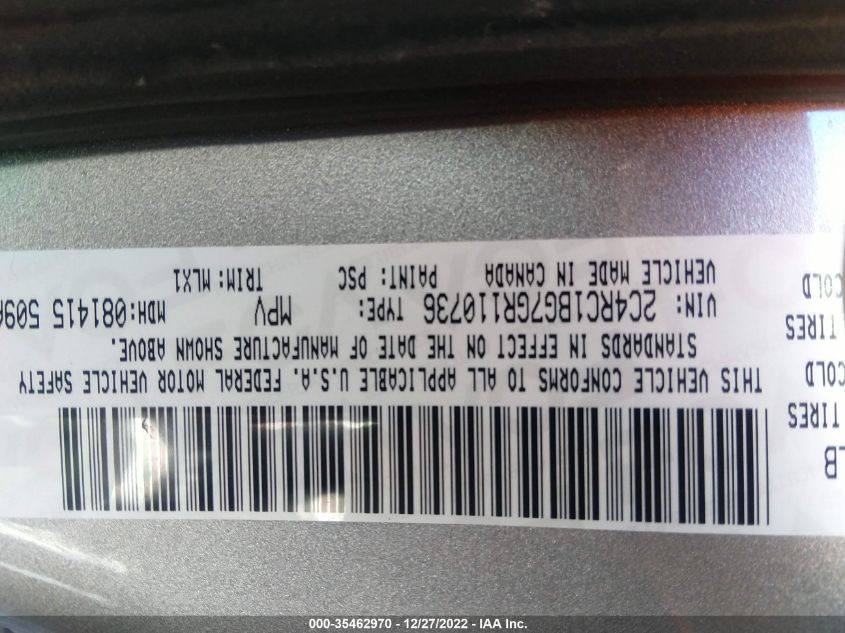 LB
TIRES
COLD
TIRES
COLD
THIS VEHICLE CONFORMS TO ALL APPLICABLE U.S.A. FEDERAL MOTOR VEHICLE SAFETY
STANDARDS IN EFFECT ON THE DATE OF MANUFACTURE SHOWN ABOVE.
VIN: 2C4RC1BG7GR110736 TYPE: MPV MDH:081415 509
VEHICLE MADE IN CANADA PAINT: PSC TRIM:MLX1
000-35462970 - 12/27/2022 - IAA Inc.